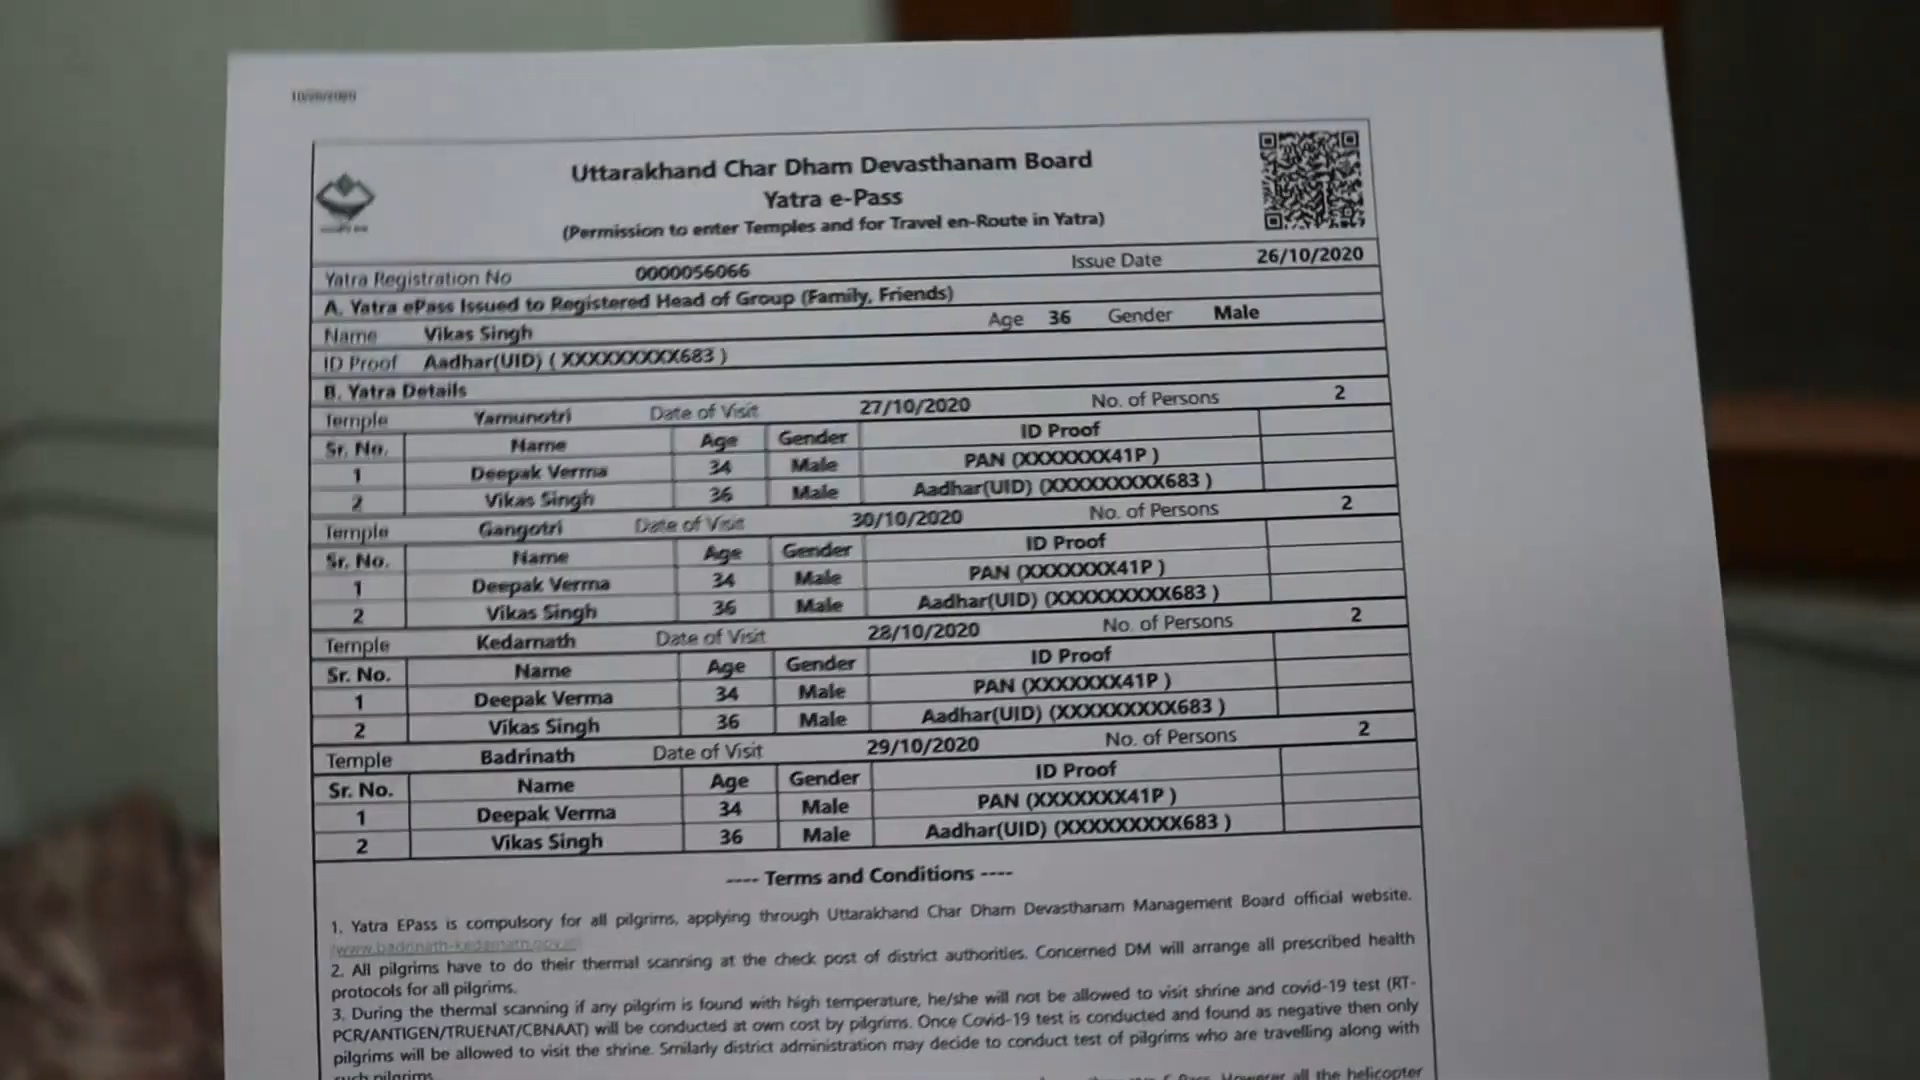 Uttarakhand Char Dham Devasthanam Board
Yatra e-Pass
(Permission to enter Temples and for Travel en-Route in Yatra)
Yatra Registration No 0000056066 Issue Date 26/10/2020
A. Yatra ePass Issued to Registered Head of Group (Family, Friends)
Name Vikas Singh Age 36 Gender Male
ID Proof Aadhar(UID) ( XXXXXXXXX683 )
B. Yatra Details
Temple Yamunotri Date of Visit 27/10/2020 No. of Persons 2
Sr. No. Name Age Gender ID Proof
1 Deepak Verma 34 Male PAN (XXXXXXX41P )
2 Vikas Singh 36 Male Aadhar(UID) (XXXXXXXXX683 )
Temple Gangotri Date of Visit 30/10/2020 No. of Persons 2
Sr. No. Name Age Gender ID Proof
1 Deepak Verma 34 Male PAN (XXXXXXX41P )
2 Vikas Singh 36 Male Aadhar(UID) (XXXXXXXXX683 )
Temple Kedarnath Date of Visit 28/10/2020 No. of Persons 2
Sr. No. Name Age Gender ID Proof
1 Deepak Verma 34 Male PAN (XXXXXXX41P )
2 Vikas Singh 36 Male Aadhar(UID) (XXXXXXXXX683 )
Temple Badrinath Date of Visit 29/10/2020 No. of Persons 2
Sr. No. Name Age Gender ID Proof
1 Deepak Verma 34 Male PAN (XXXXXXX41P )
2 Vikas Singh 36 Male Aadhar(UID) (XXXXXXXXX683 )
---- Terms and Conditions ----
1. Yatra EPass is compulsory for all pilgrims, applying through Uttarakhand Char Dham Devasthanam Management Board official website.
(www.badrinath-kedarnath.gov.in)
2. All pilgrims have to do their thermal scanning at the check post of district authorities. Concerned DM will arrange all prescribed health
protocols for all pilgrims.
3. During the thermal scanning if any pilgrim is found with high temperature, he/she will not be allowed to visit shrine and covid-19 test (RT-
PCR/ANTIGEN/TRUENAT/CBNAAT) will be conducted at own cost by pilgrims. Once Covid-19 test is conducted and found as negative then only
pilgrims will be allowed to visit the shrine. Smilarly district administration may decide to conduct test of pilgrims who are travelling along with
such pilgrims.
However all the helicopter